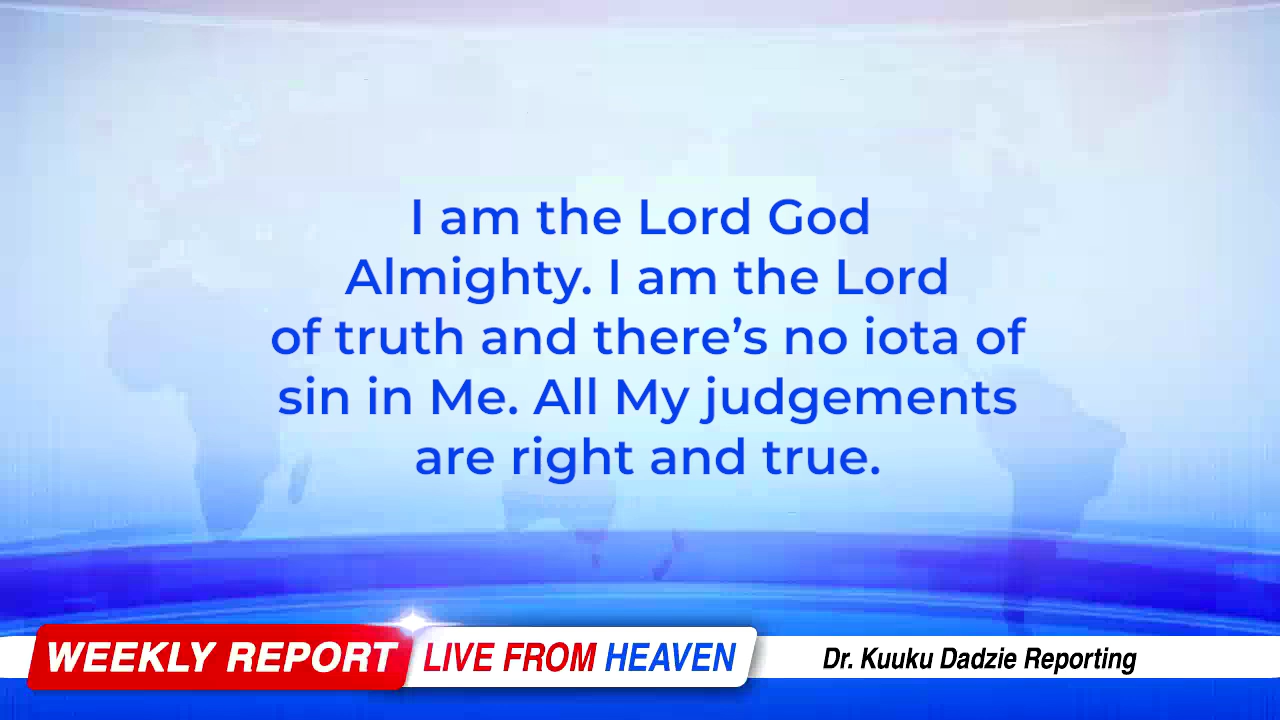 I am the Lord God
Almighty. I am the Lord
of truth and there’s no iota of
sin in Me. All My judgements
are right and true.
WEEKLY REPORT LIVE FROM HEAVEN Dr. Kuuku Dadzie Reporting